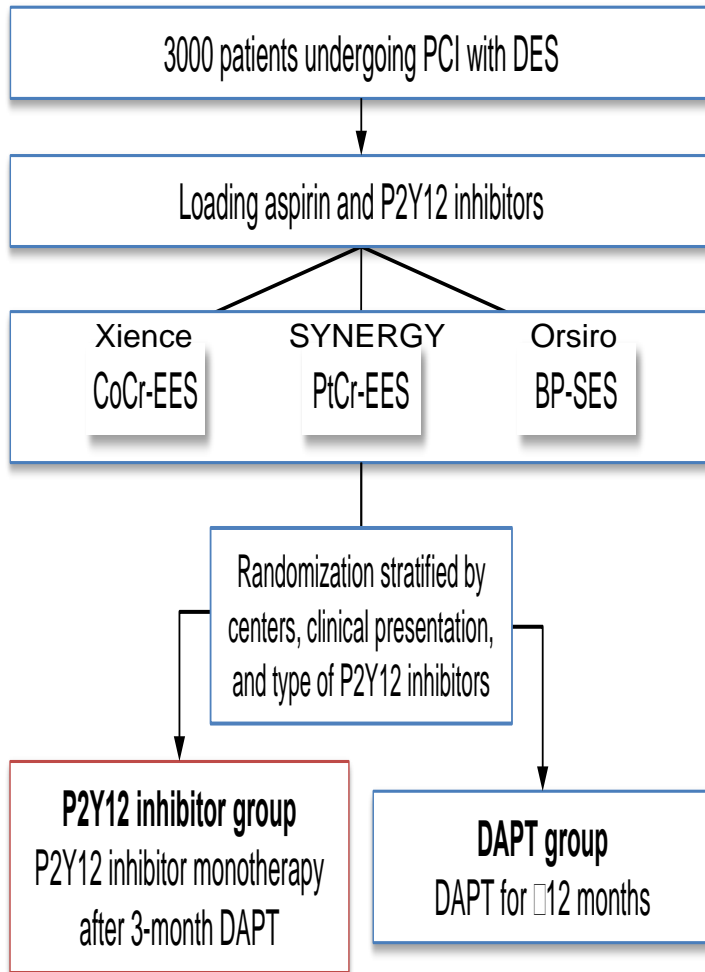 3000 patients undergoing PCI with DES
Loading aspirin and P2Y12 inhibitors
Xience SYNERGY Orsiro
CoCr-EES PtCr-EES BP-SES
Randomization stratified by
centers, clinical presentation,
and type of P2Y12 inhibitors
P2Y12 inhibitor group
P2Y12 inhibitor monotherapy
after 3-month DAPT
DAPT group
DAPT for □12 months